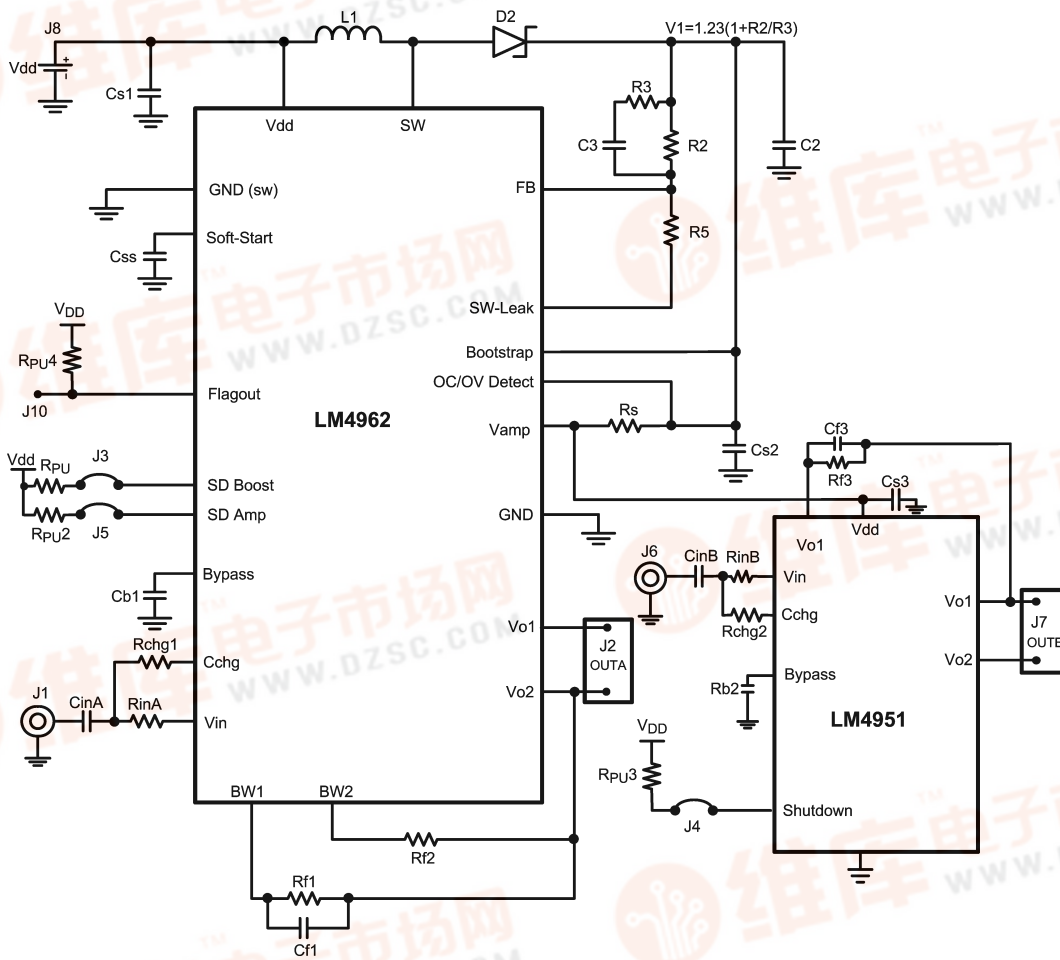 J8
L1
D2
V1=1.23(1+R2/R3)
Vdd
+
-
Cs1
Vdd
SW
R3
C3
R2
C2
GND (sw)
FB
Soft-Start
Css
R5
SW-Leak
VDD
RPU4
Bootstrap
OC/OV Detect
Flagout
J10
LM4962
Rs
Vamp
Cs2
Cf3
Rf3
Vdd
RPU
J3
SD Boost
Cs3
RPU2
J5
SD Amp
GND
Vo1
Vdd
J6
CinB
RinB
Vin
Bypass
Cb1
Rchg2
Cchg
Vo1
J7
OUTB
Vo2
Vo1
J2
OUTA
Vo2
Rchg1
Cchg
J1
CinA
RinA
Vin
Rb2
Bypass
LM4951
VDD
RPU3
J4
Shutdown
BW1
BW2
Rf2
Rf1
Cf1
维库电子市场网
WWW.DZSC.COM
TM